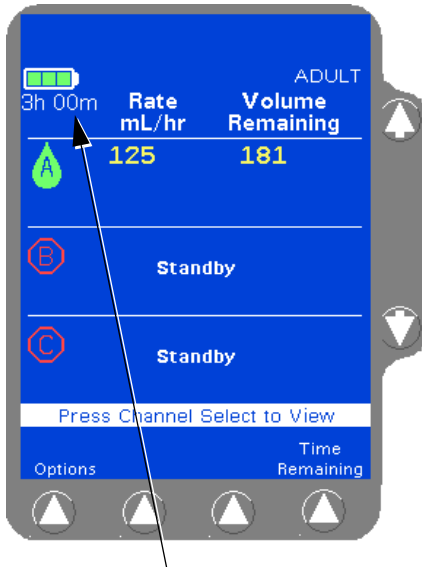 ADULT
3h 00m
Rate Volume
mL/hr Remaining
A 125 181
B Standby
C Standby
Press Channel Select to View
Time
Options Remaining